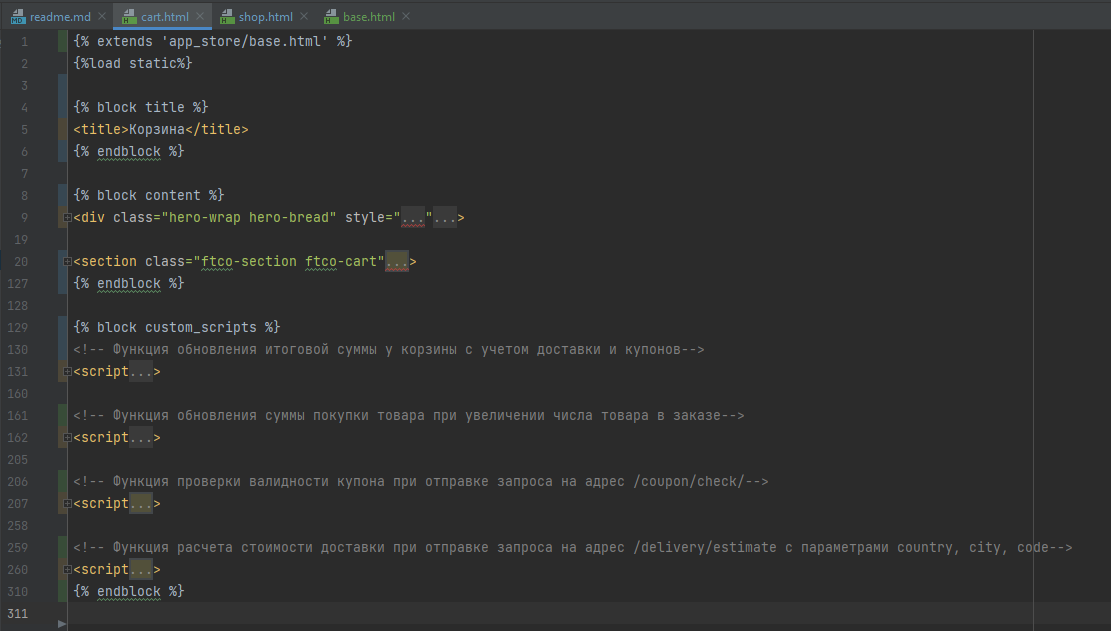 readme.md cart.html shop.html base.html
1 {% extends 'app_store/base.html' %}
2 {%load static%}
3
4 {% block title %}
5 <title>Корзина</title>
6 {% endblock %}
7
8 {% block content %}
9 <div class="hero-wrap hero-bread" style="..."...>
19
20 <section class="ftco-section ftco-cart"...>
127 {% endblock %}
128
129 {% block custom_scripts %}
130 <!-- Функция обновления итоговой суммы у корзины с учетом доставки и купонов-->
131 <script...>
160
161 <!-- Функция обновления суммы покупки товара при увеличении числа товара в заказе-->
162 <script...>
205
206 <!-- Функция проверки валидности купона при отправке запроса на адрес /coupon/check/-->
207 <script...>
258
259 <!-- Функция расчета стоимости доставки при отправке запроса на адрес /delivery/estimate с параметрами country, city, code-->
260 <script...>
310 {% endblock %}
311